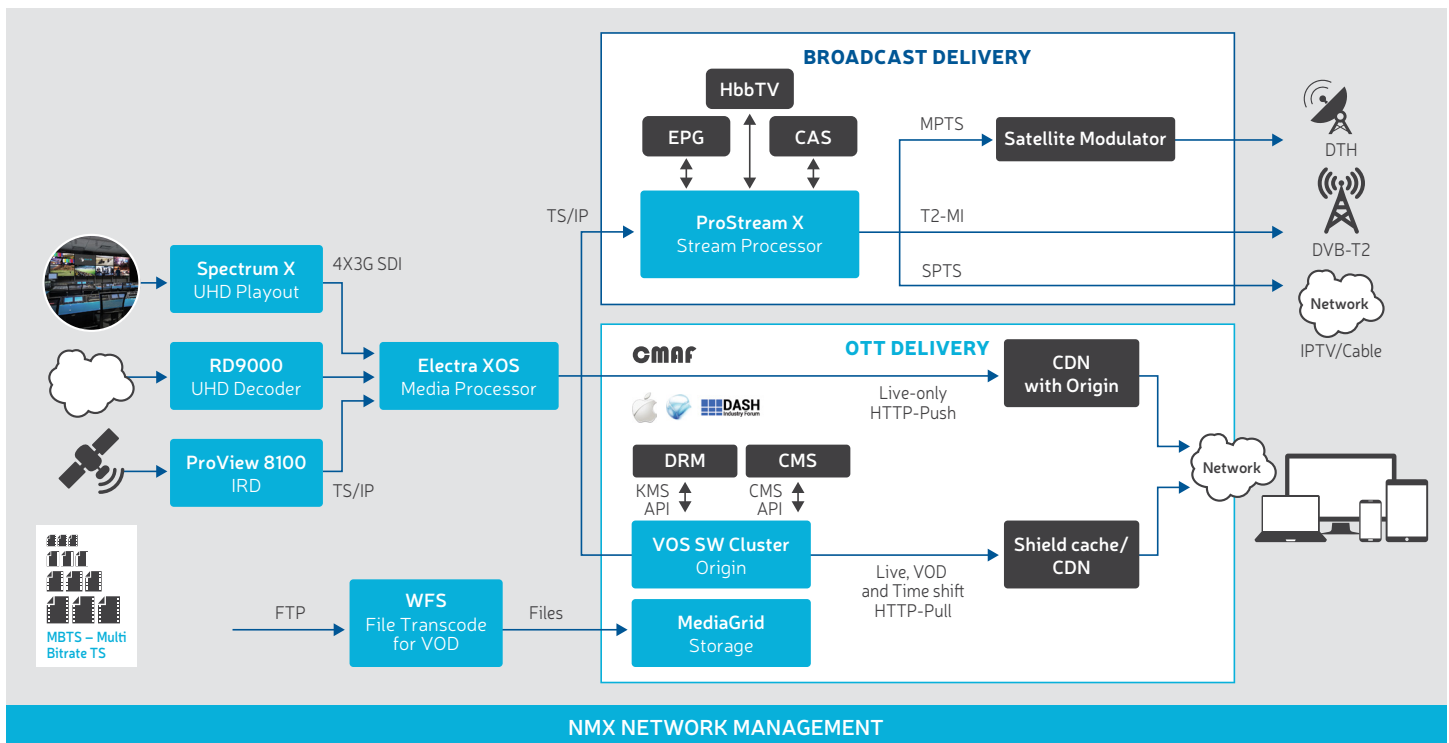 BROADCAST DELIVERY
HbbTV
EPG
CAS
MPTS
Satellite Modulator
DTH
TS/IP
ProStream X
Stream Processor
T2-MI
DVB-T2
SPTS
Network
IPTV/Cable
Spectrum X
UHD Playout
4X3G SDI
RD9000
UHD Decoder
Electra XOS
Media Processor
ProView 8100
IRD
TS/IP
CMAF
OTT DELIVERY
CDN
with Origin
Live-only
HTTP-Push
DASH
Industry Forum
DRM
CMS
KMS
API
CMS
API
Network
VOS SW Cluster
Origin
Live, VOD
and Time shift
HTTP-Pull
Shield cache/
CDN
MBTS – Multi
Bitrate TS
FTP
WFS
File Transcode
for VOD
Files
MediaGrid
Storage
NMX NETWORK MANAGEMENT